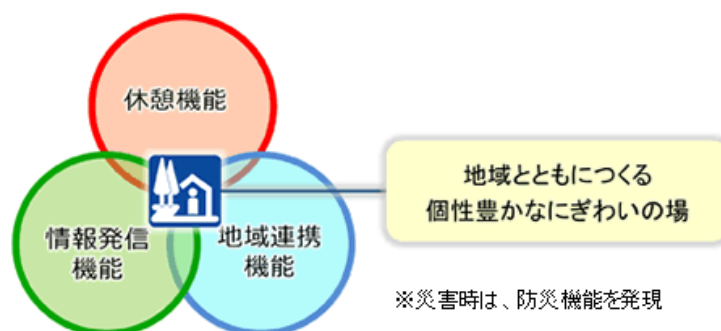 休憩機能
情報発信
機能
地域連携
機能
地域とともにつくる
個性豊かなにぎわいの場
※災害時は、防災機能を発現